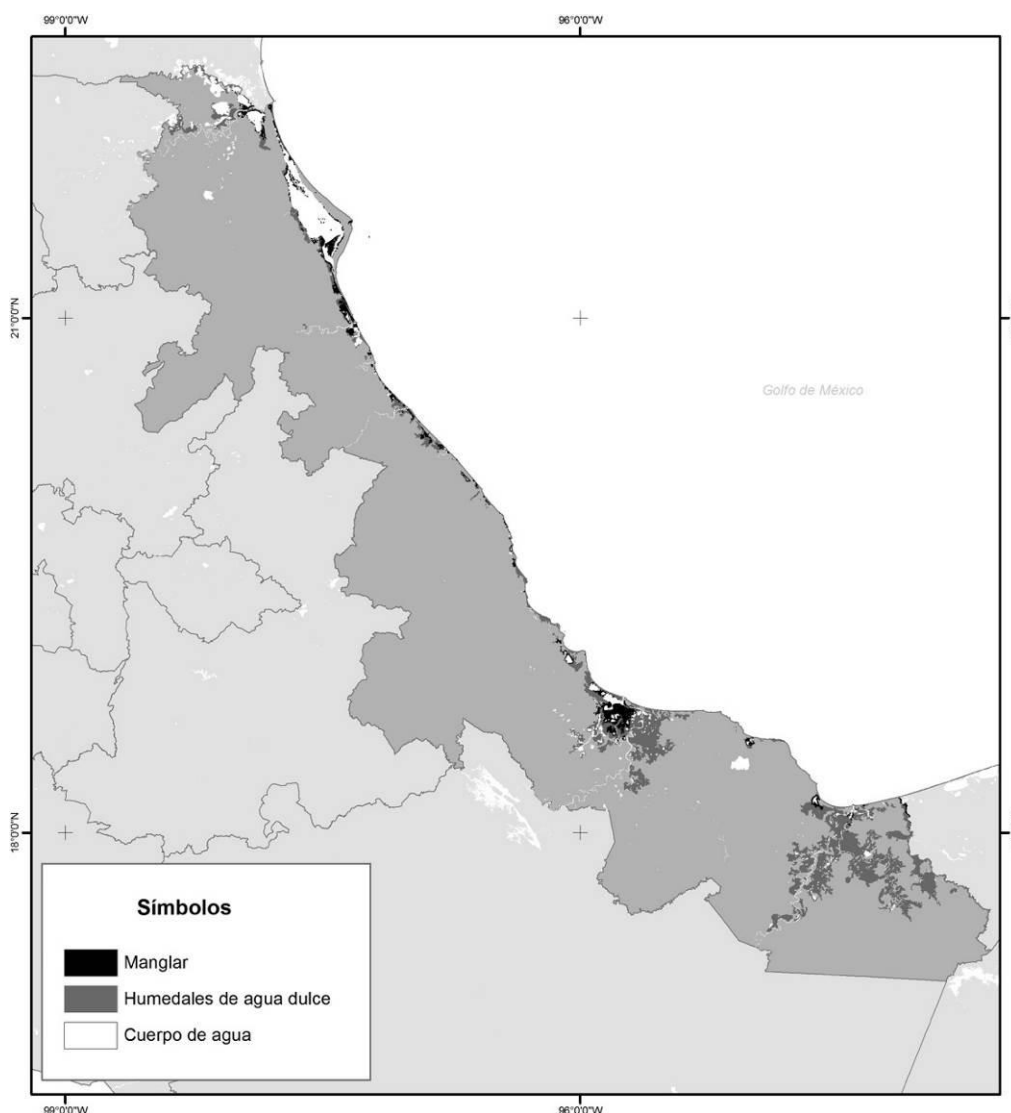 99°0'0"W
96°0'0"W
21°0'0"N
Golfo de México
18°0'0"N
Símbolos
Manglar
Humedales de agua dulce
Cuerpo de agua
99°0'0"W
96°0'0"W